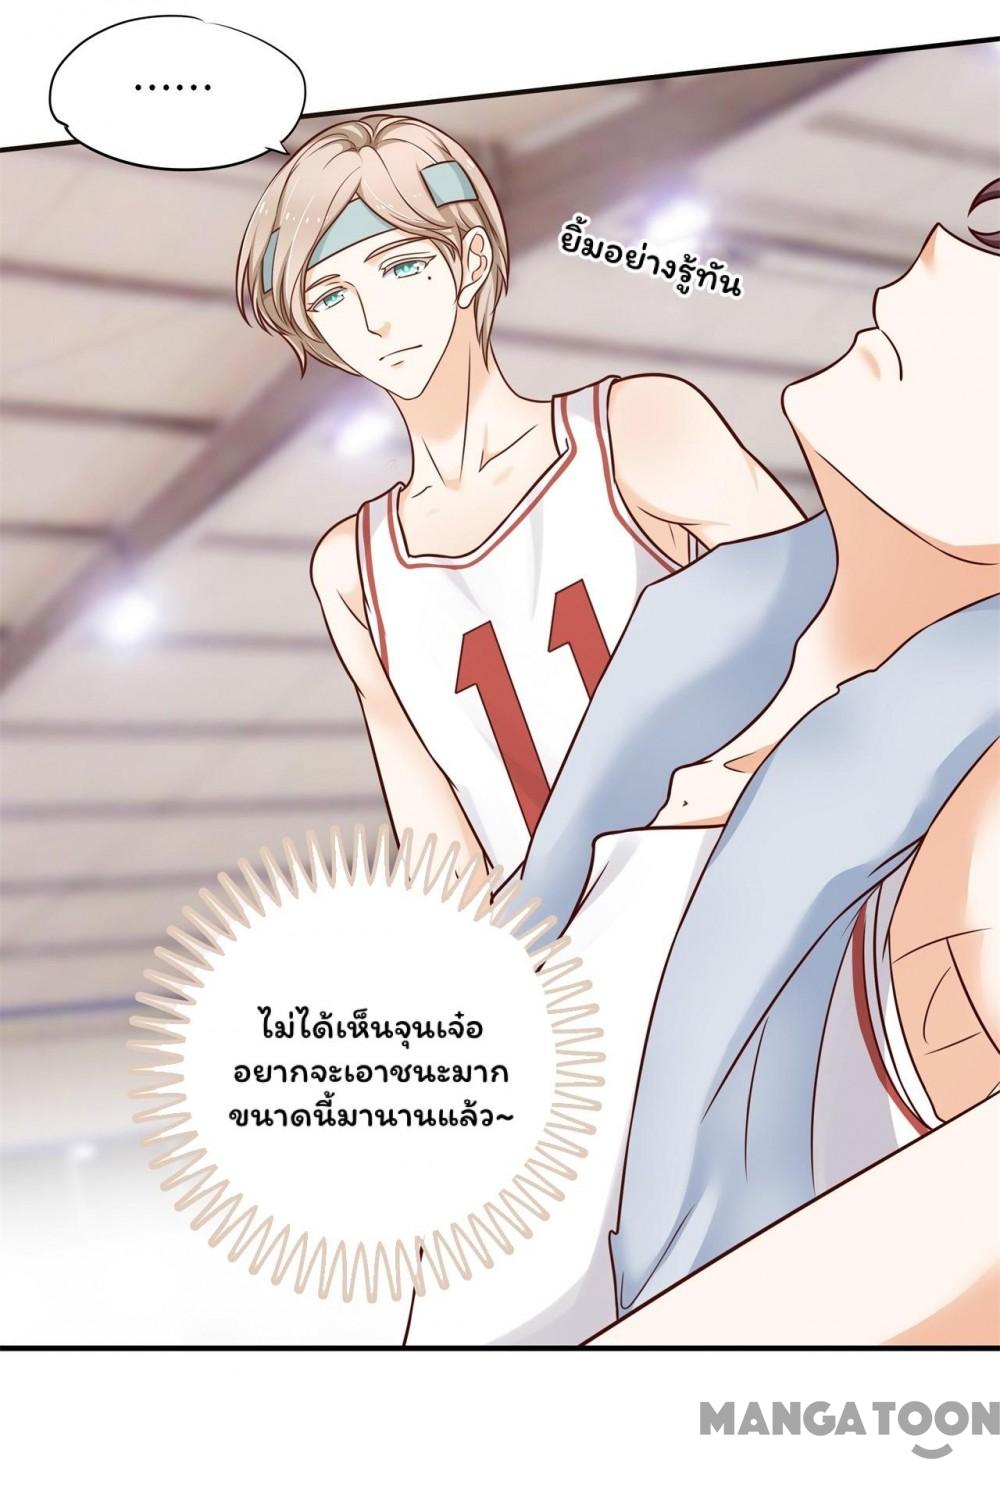 ......
ยิ้มอย่างรู้ทัน
11
ไม่ได้เห็นจุนเจ๋อ
อยากจะเอาชนะมาก
ขนาดนี้มานานแล้ว~
MANGATOON